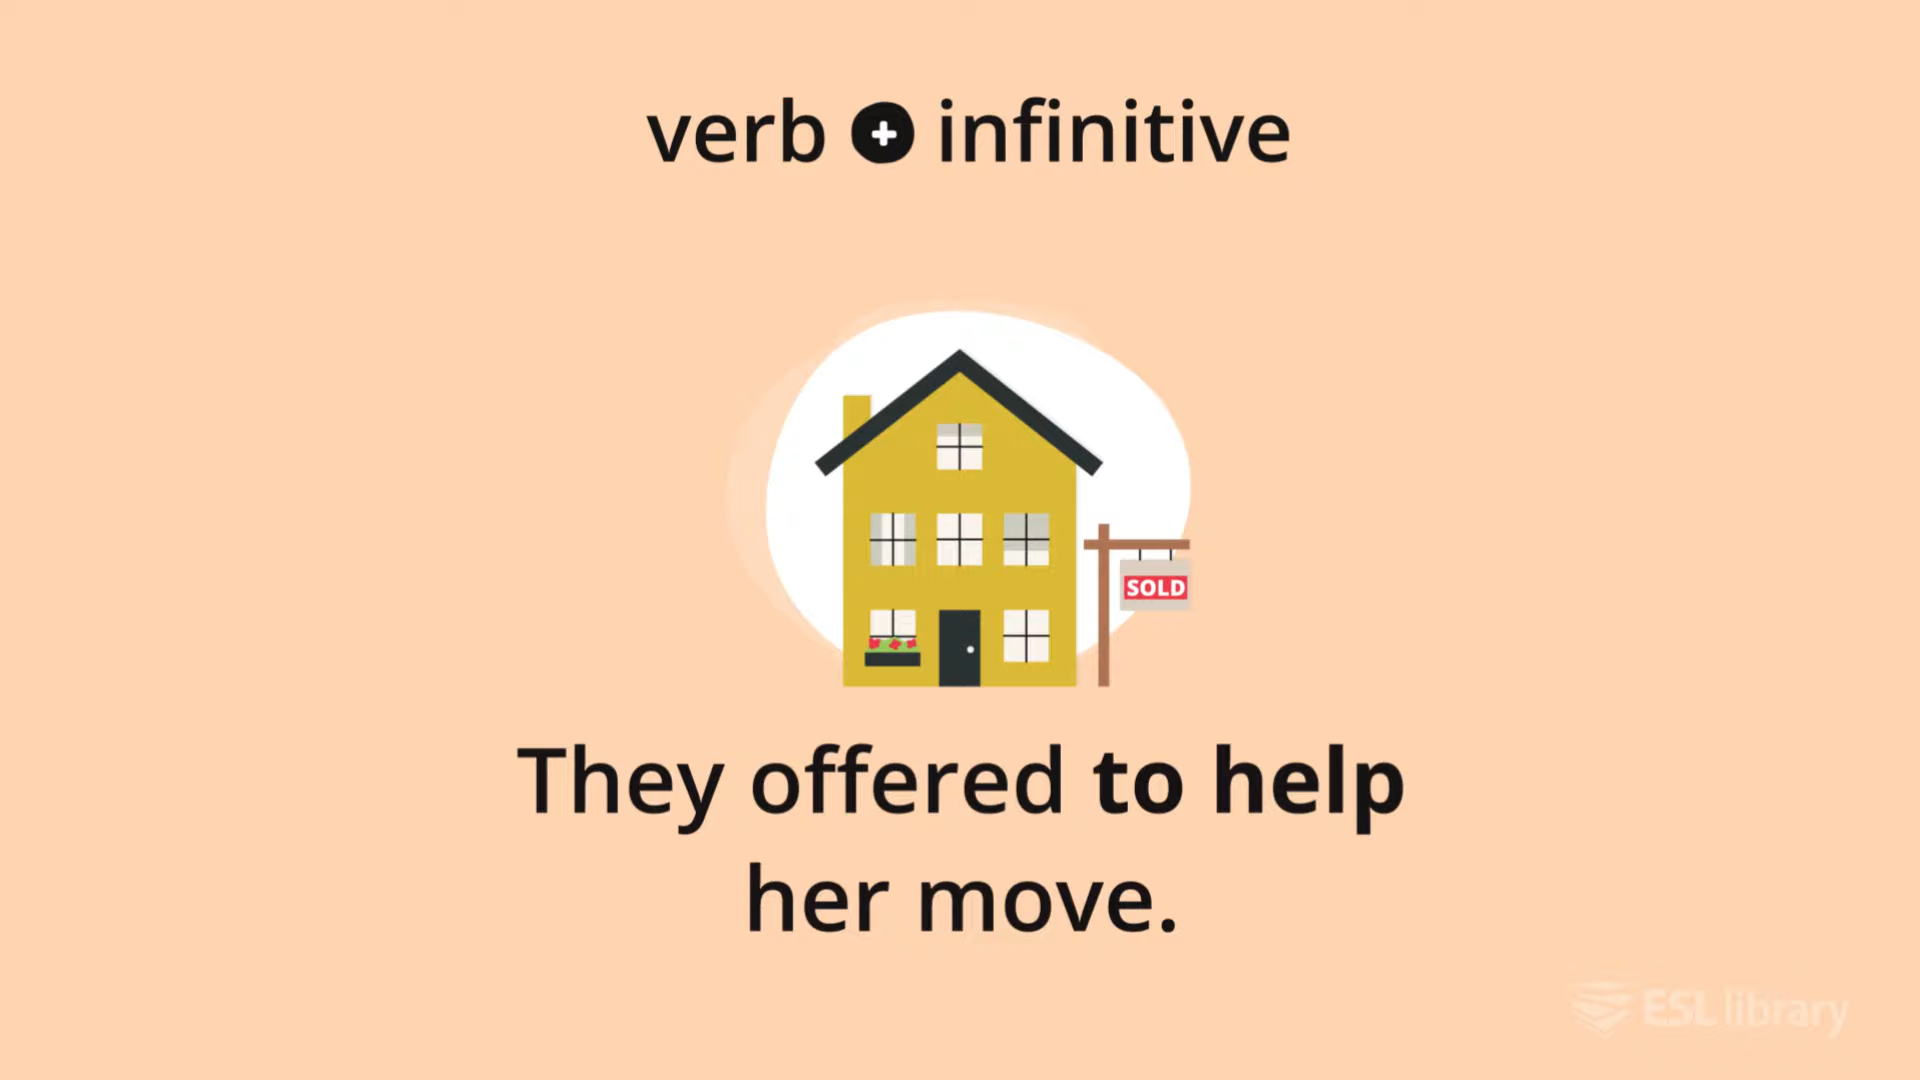 verb + infinitive
SOLD
They offered to help
her move.
ESL library